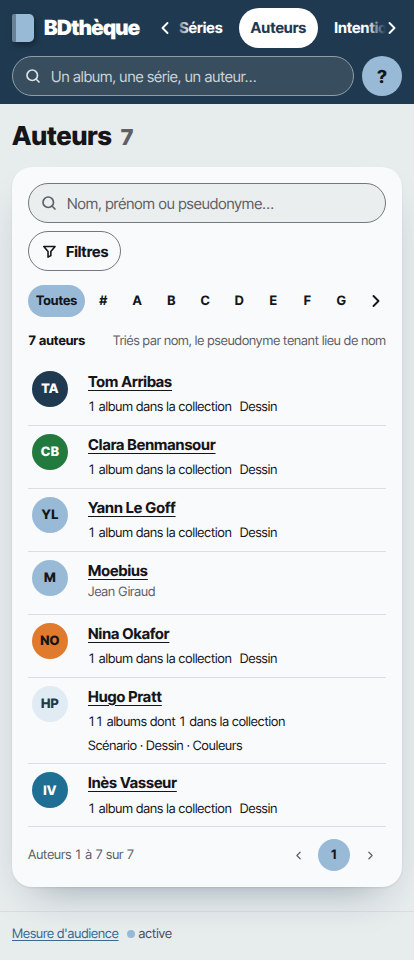 BDthèque
Séries
Auteurs
Intentic
Un album, une série, un auteur…
?
Auteurs 7
Nom, prénom ou pseudonyme…
Filtres
Toutes # A B C D E F G
7 auteurs
Triés par nom, le pseudonyme tenant lieu de nom
TA
Tom Arribas
1 album dans la collection Dessin
CB
Clara Benmansour
1 album dans la collection Dessin
YL
Yann Le Goff
1 album dans la collection Dessin
M
Moebius
Jean Giraud
NO
Nina Okafor
1 album dans la collection Dessin
HP
Hugo Pratt
11 albums dont 1 dans la collection
Scénario · Dessin · Couleurs
IV
Inès Vasseur
1 album dans la collection Dessin
Auteurs 1 à 7 sur 7
‹ 1 ›
Mesure d'audience
active